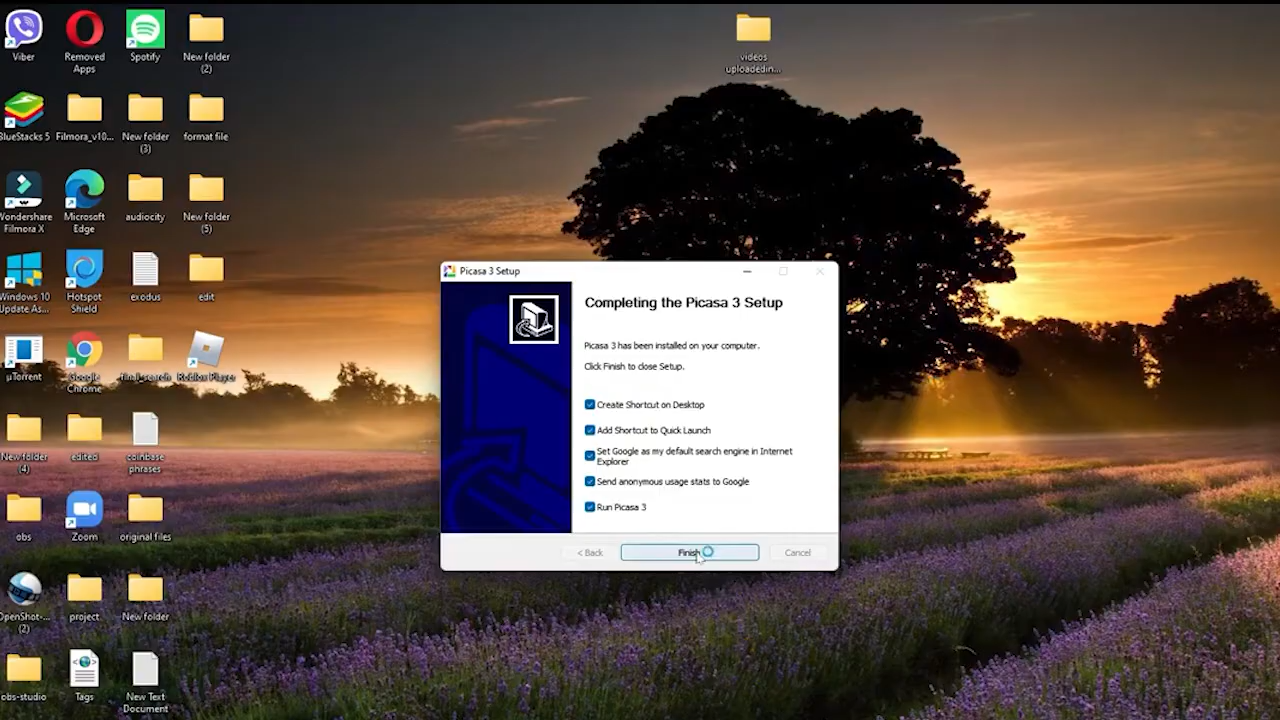 Viber
Removed
Apps
Spotify
New folder
(2)
videos
uploadedin...
BlueStacks 5
Filmora_v10...
New folder
(3)
format file
Wondershare
Filmora X
Microsoft
Edge
audiocity
New folder
(5)
Windows 10
Update As...
Hotspot
Shield
exodus
edit
µTorrent
Google
Chrome
final_search
Roblox Player
New folder
(4)
edited
coinbase
phrases
obs
Zoom
original files
OpenShot-...
(2)
project
New folder
obs-studio
Tags
New Text
Document
Picasa 3 Setup
Completing the Picasa 3 Setup
Picasa 3 has been installed on your computer.
Click Finish to close Setup.
Create Shortcut on Desktop
Add Shortcut to Quick Launch
Set Google as my default search engine in Internet
Explorer
Send anonymous usage stats to Google
Run Picasa 3
< Back
Finish
Cancel